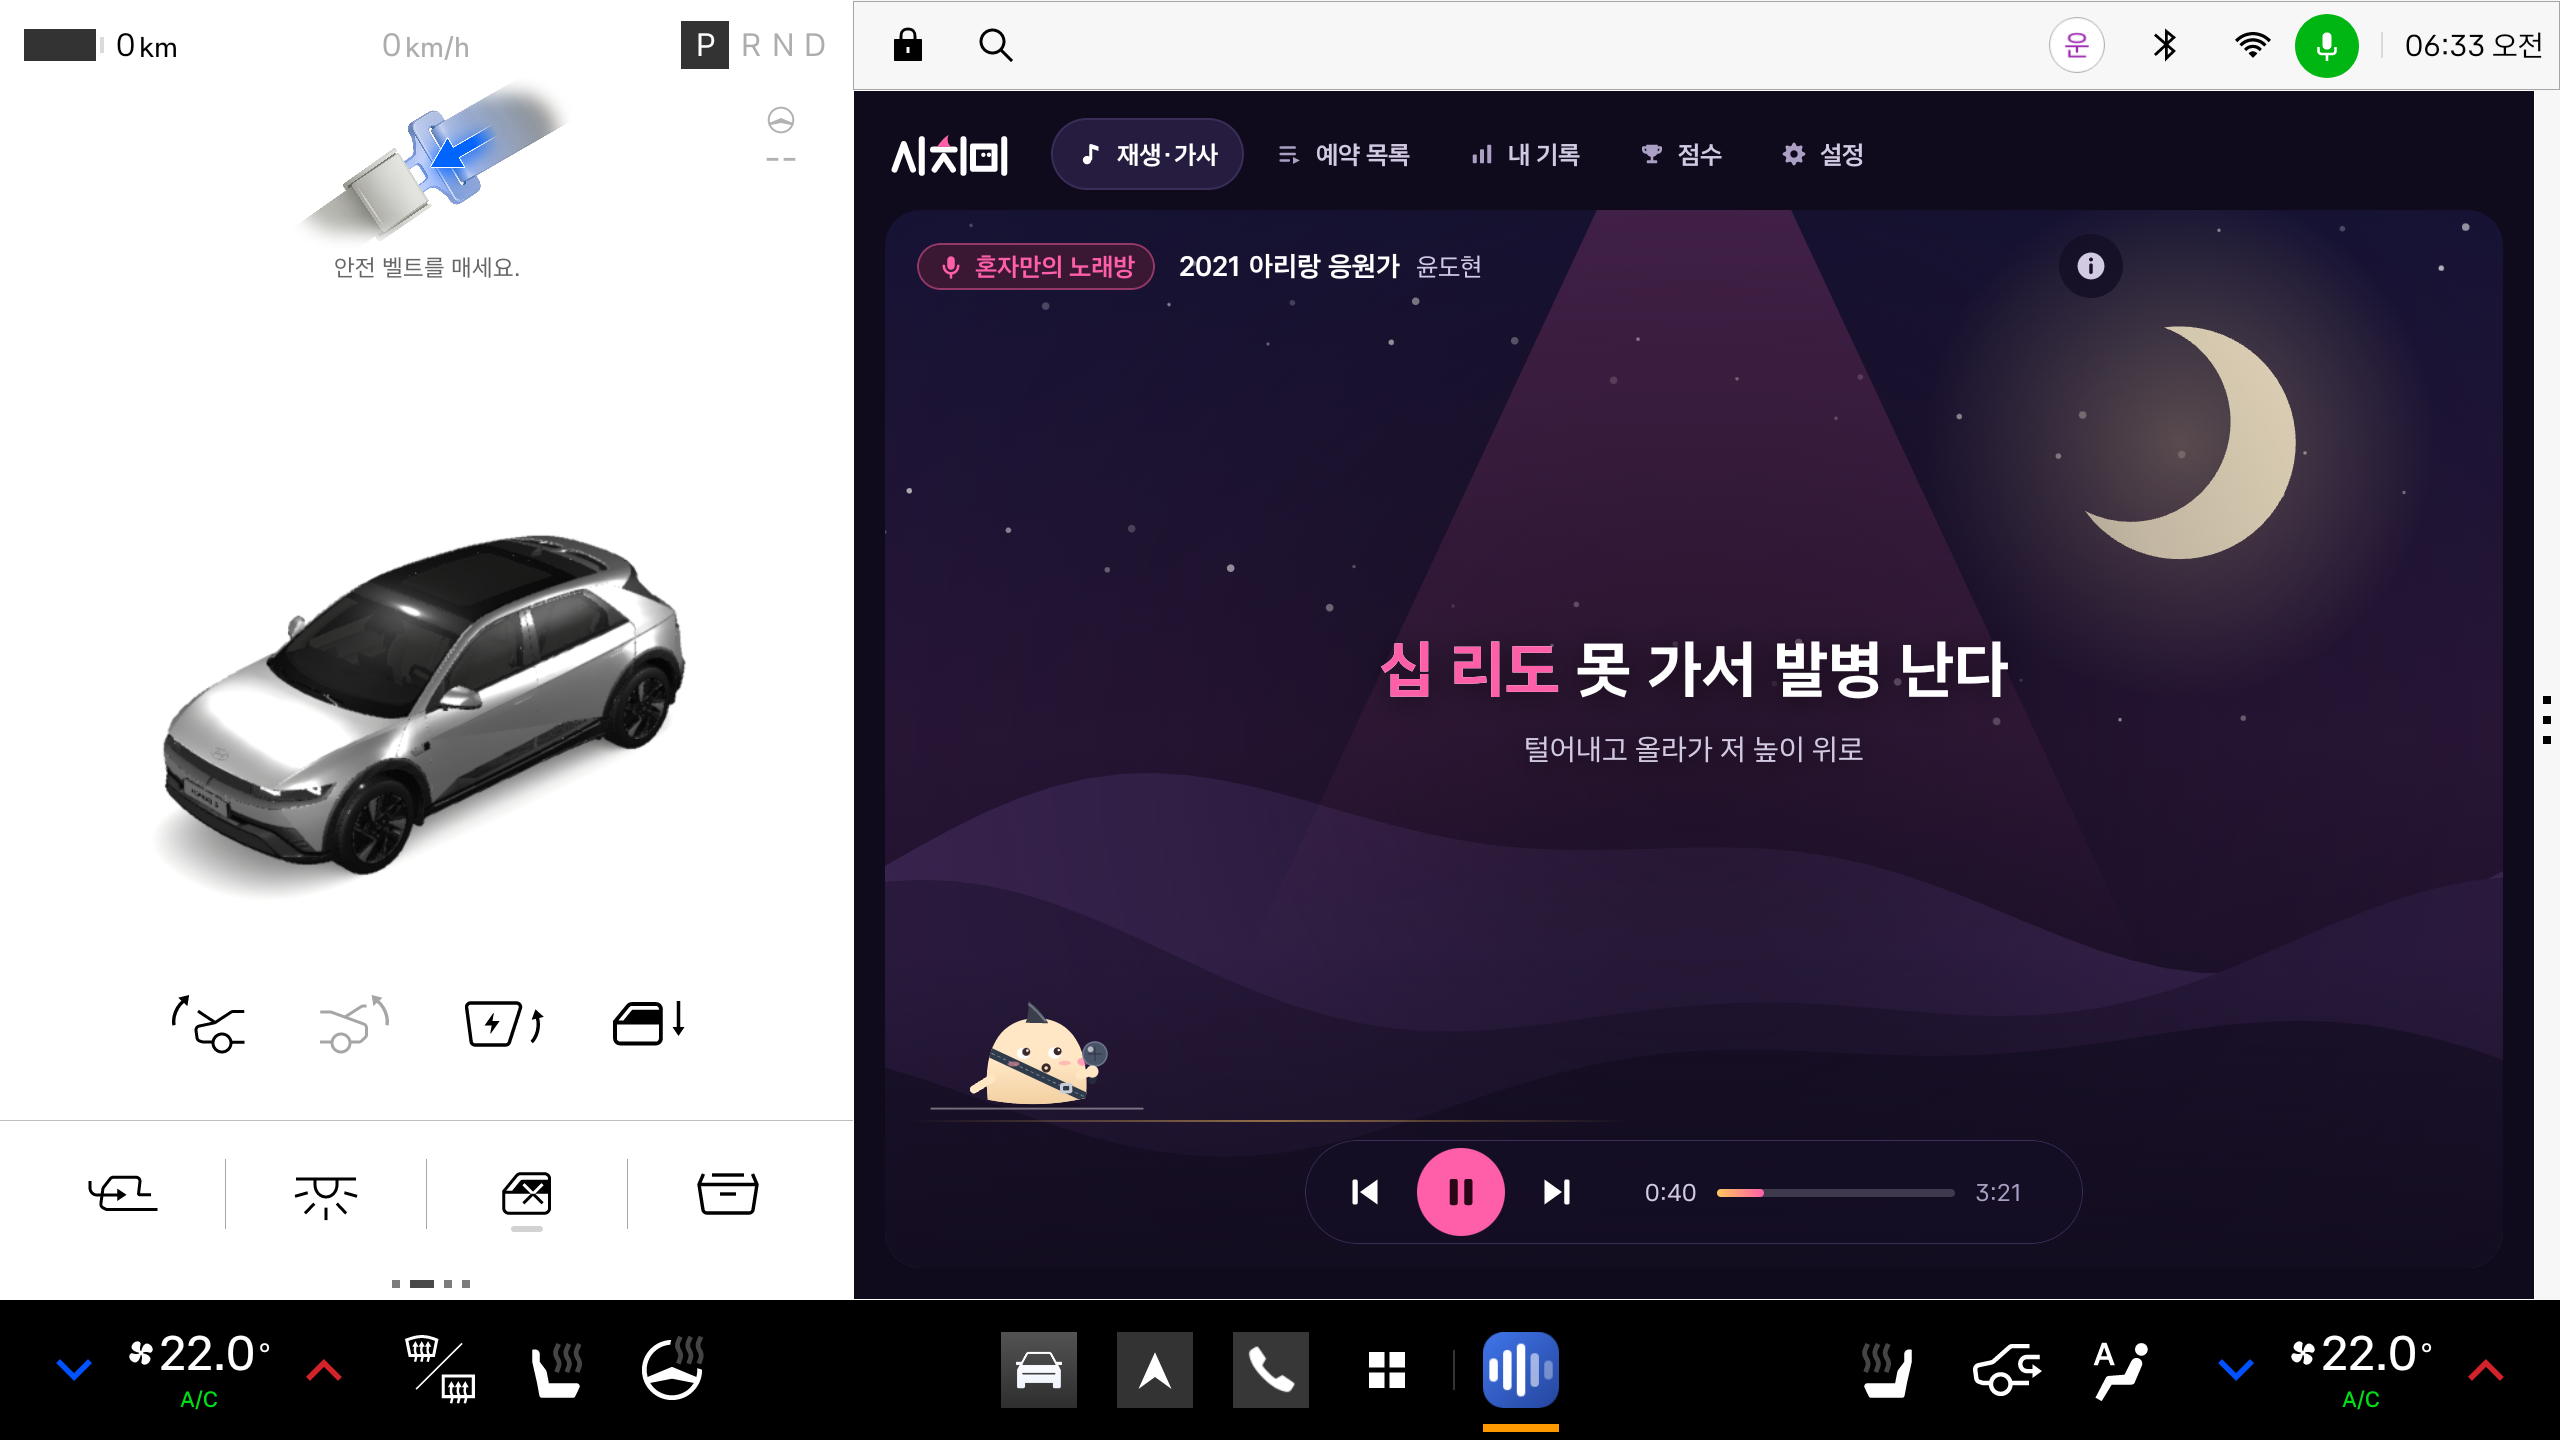 0 km
0 km/h
P R N D
운
06:33 오전
안전 벨트를 매세요.
시치미
재생·가사
예약 목록
내 기록
점수
설정
혼자만의 노래방
2021 아리랑 응원가 윤도현
십 리도 못 가서 발병 난다
털어내고 올라가 저 높이 위로
0:40
3:21
22.0°
A/C
A
22.0°
A/C